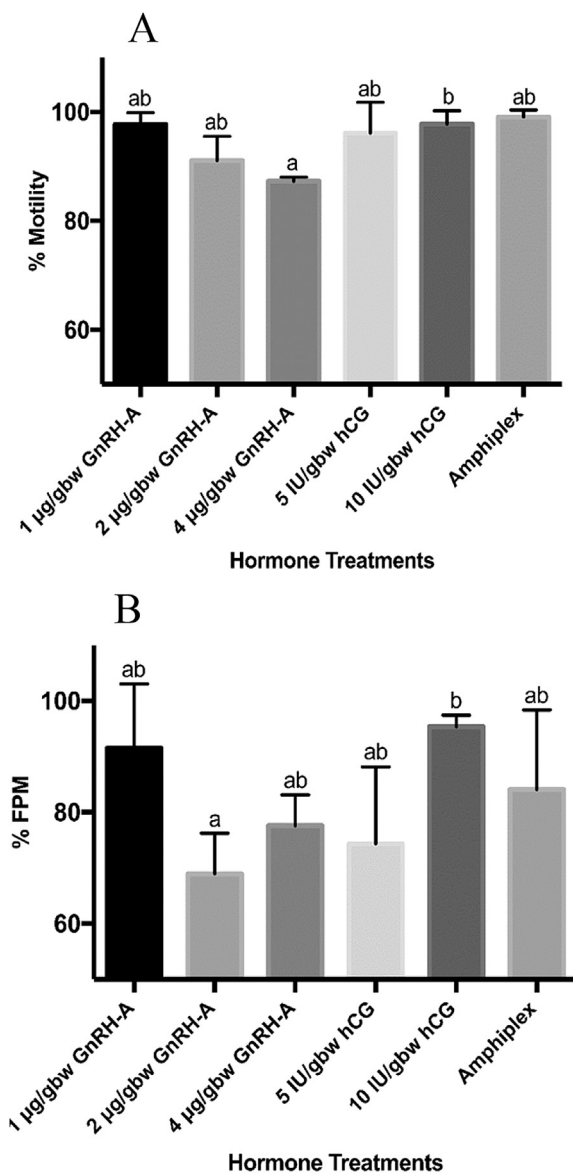 A
% Motility
100
80
60
ab
ab
a
ab
b
ab
1 µg/gbw GnRH-A
2 µg/gbw GnRH-A
4 µg/gbw GnRH-A
5 IU/gbw hCG
10 IU/gbw hCG
Amphiplex
Hormone Treatments
B
% FPM
100
80
60
ab
a
ab
ab
b
ab
1 µg/gbw GnRH-A
2 µg/gbw GnRH-A
4 µg/gbw GnRH-A
5 IU/gbw hCG
10 IU/gbw hCG
Amphiplex
Hormone Treatments